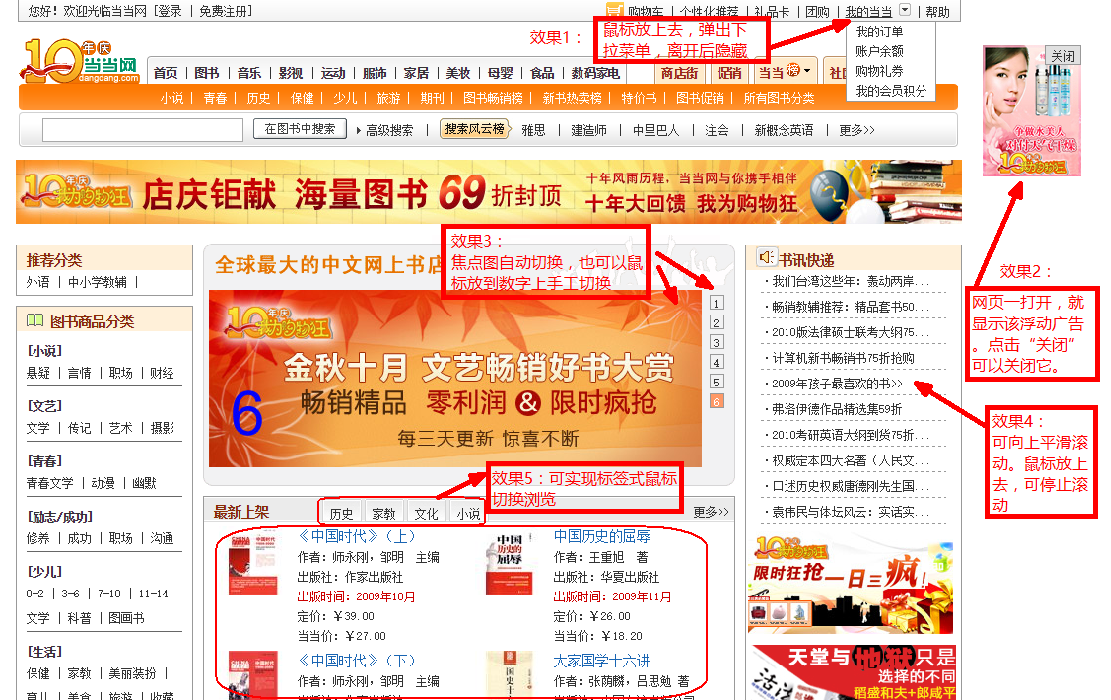 您好！欢迎光临当当网 [登录 | 免费注册]
购物车 | 个性化推荐 | 礼品卡 | 团购 | 我的当当 | 帮助
效果1：
鼠标放上去，弹出下
拉菜单，离开后隐藏
我的订单
账户余额
购物礼券
我的会员积分
10年庆
当当网
dangdang.com
首页 | 图书 | 音乐 | 影视 | 运动 | 服饰 | 家居 | 美妆 | 母婴 | 食品 | 数码家电
商店街 促销 当当榜 社
小说 | 青春 | 历史 | 保健 | 少儿 | 旅游 | 期刊 | 图书畅销榜 | 新书热卖榜 | 特价书 | 图书促销 | 所有图书分类
在图书中搜索 高级搜索 | 搜索风云榜 雅思 | 建造师 | 中里巴人 | 注会 | 新概念英语 | 更多>>
关闭
争做水美人
对付天气干燥
10年庆 我为购物狂
10年庆 我为购物狂
店庆钜献 海量图书 69折封顶
十年风雨历程，当当网与你携手相伴
十年大回馈 我为购物狂
效果2：
网页一打开，就
显示该浮动广告
。点击“关闭”
可以关闭它。
推荐分类
外语 | 中小学教辅 |
图书商品分类
[小说]
悬疑 | 言情 | 职场 | 财经
[文艺]
文学 | 传记 | 艺术 | 摄影
[青春]
青春文学 | 动漫 | 幽默
[励志/成功]
修养 | 成功 | 职场 | 沟通
[少儿]
0-2 | 3-6 | 7-10 | 11-14
文学 | 科普 | 图画书
[生活]
保健 | 家教 | 美丽装扮 |
育儿 | 美食 | 旅游 | 收藏
全球最大的中文网上书店
效果3：
焦点图自动切换，也可以鼠
标放到数字上手工切换
10年庆 我为购物狂
金秋十月 文艺畅销好书大赏
畅销精品 零利润 & 限时疯抢
每三天更新 惊喜不断
6
1
2
3
4
5
6
效果5：可实现标签式鼠标
切换浏览
最新上架 历史 家教 文化 小说 更多>>
《中国时代》（上）
作者：师永刚，邹明 主编
出版社：作家出版社
出版时间：2009年10月
定价：￥39.00
当当价：￥27.00
中国历史的屈辱
中国历史的屈辱
作者：王重旭 著
出版社：华夏出版社
出版时间：2009年11月
定价：￥26.00
当当价：￥18.20
《中国时代》（下）
作者：师永刚，邹明 主编
出版社：作家出版社
大家国学十六讲
作者：张荫麟，吕思勉 著
书讯快递
·我们台湾这些年：轰动两岸...
·畅销教辅推荐：精品套书50...
·2010版法律硕士联考大纲75...
·计算机新书畅销书75折抢购
·2009年孩子最喜欢的书>>
·弗洛伊德作品精选集59折
·2010考研英语大纲到货75折...
·权威定本四大名著（人民文...
·口述历史权威唐德刚先生国...
·袁伟民与体坛风云：实话实...
效果4：
可向上平滑滚
动。鼠标放上
去，可停止滚
动
10年庆 我为购物狂
限时狂抢 一日三疯！
天堂与地狱只是
选择的不同
稻盛和夫+郎咸平